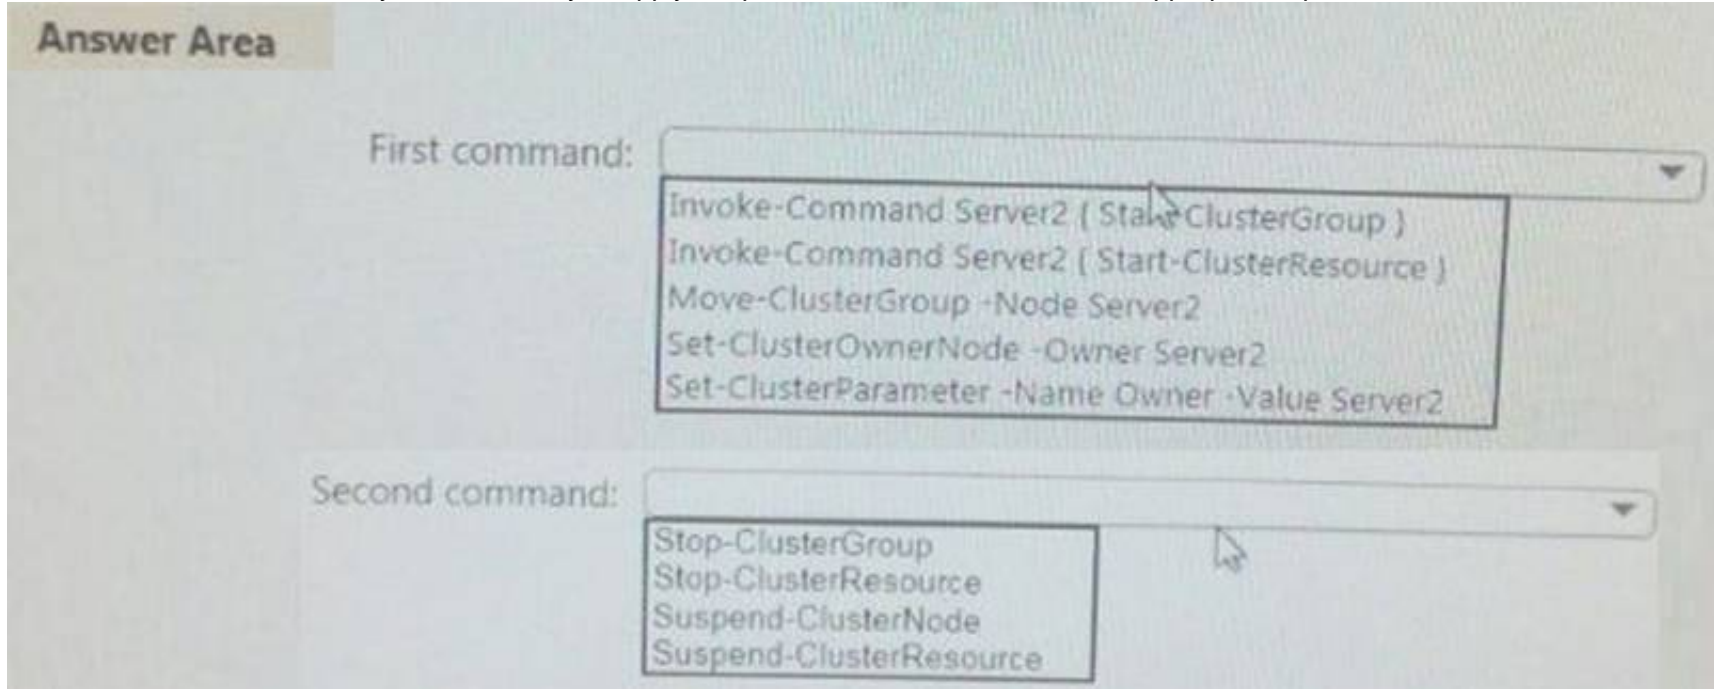 Answer Area
First command:
Invoke-Command Server2 { Start-ClusterGroup }
Invoke-Command Server2 { Start-ClusterResource }
Move-ClusterGroup -Node Server2
Set-ClusterOwnerNode -Owner Server2
Set-ClusterParameter -Name Owner -Value Server2
Second command:
Stop-ClusterGroup
Stop-ClusterResource
Suspend-ClusterNode
Suspend-ClusterResource